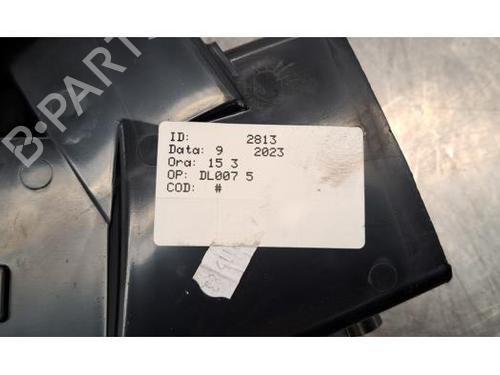 B-PARTS
ID: 2813
Data: 9 2023
Ora: 15 3
OP: DL007 5
COD: #